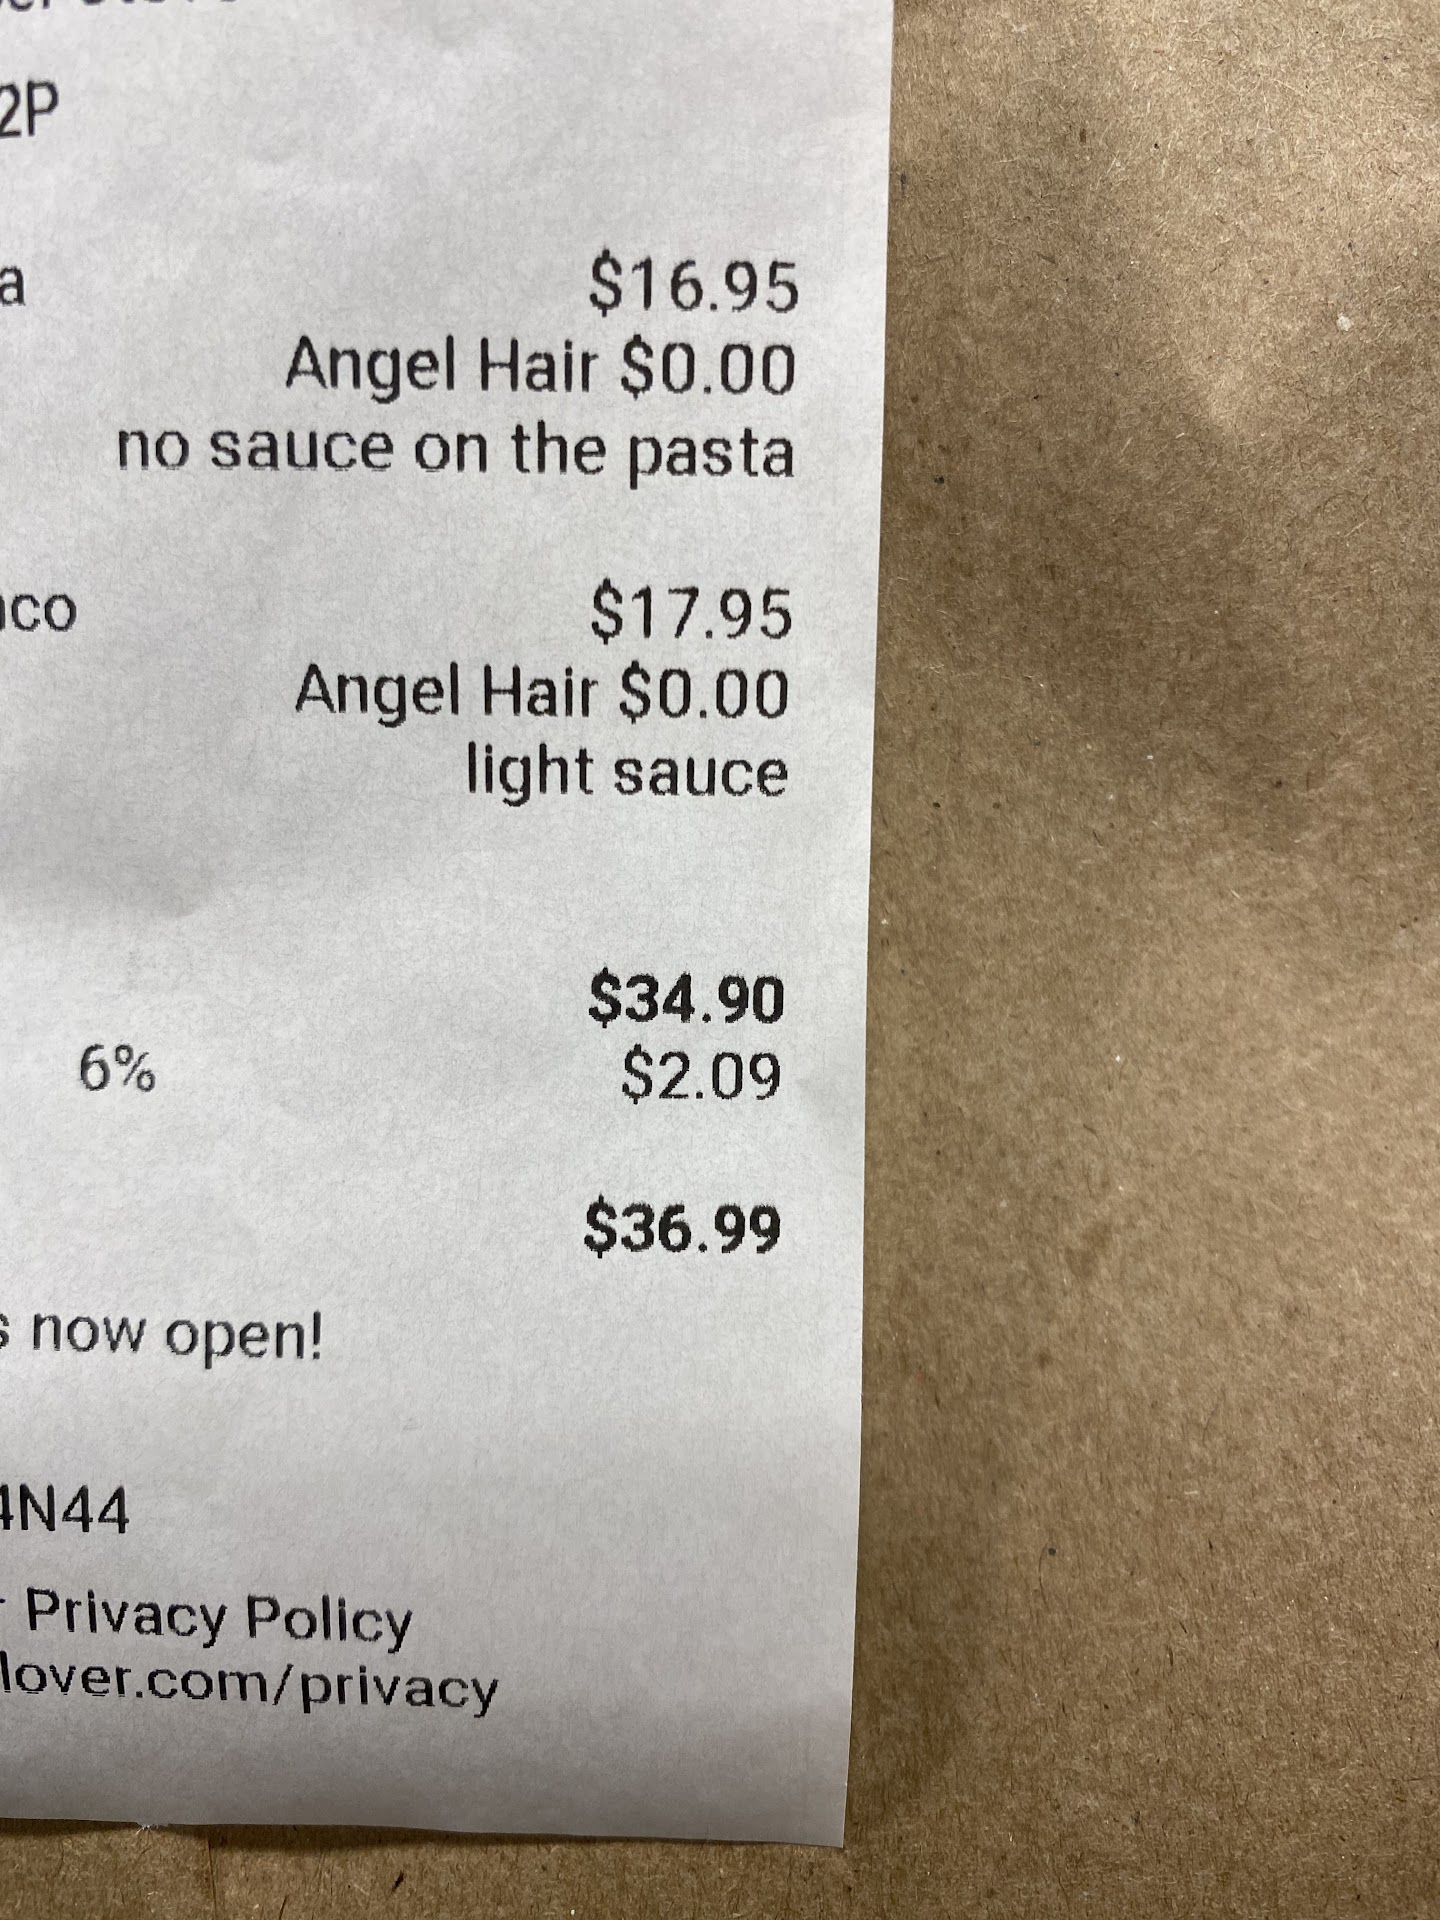 2P
a $16.95
Angel Hair $0.00
no sauce on the pasta
co $17.95
Angel Hair $0.00
light sauce
$34.90
6% $2.09
$36.99
s now open!
4N44
Privacy Policy
lover.com/privacy